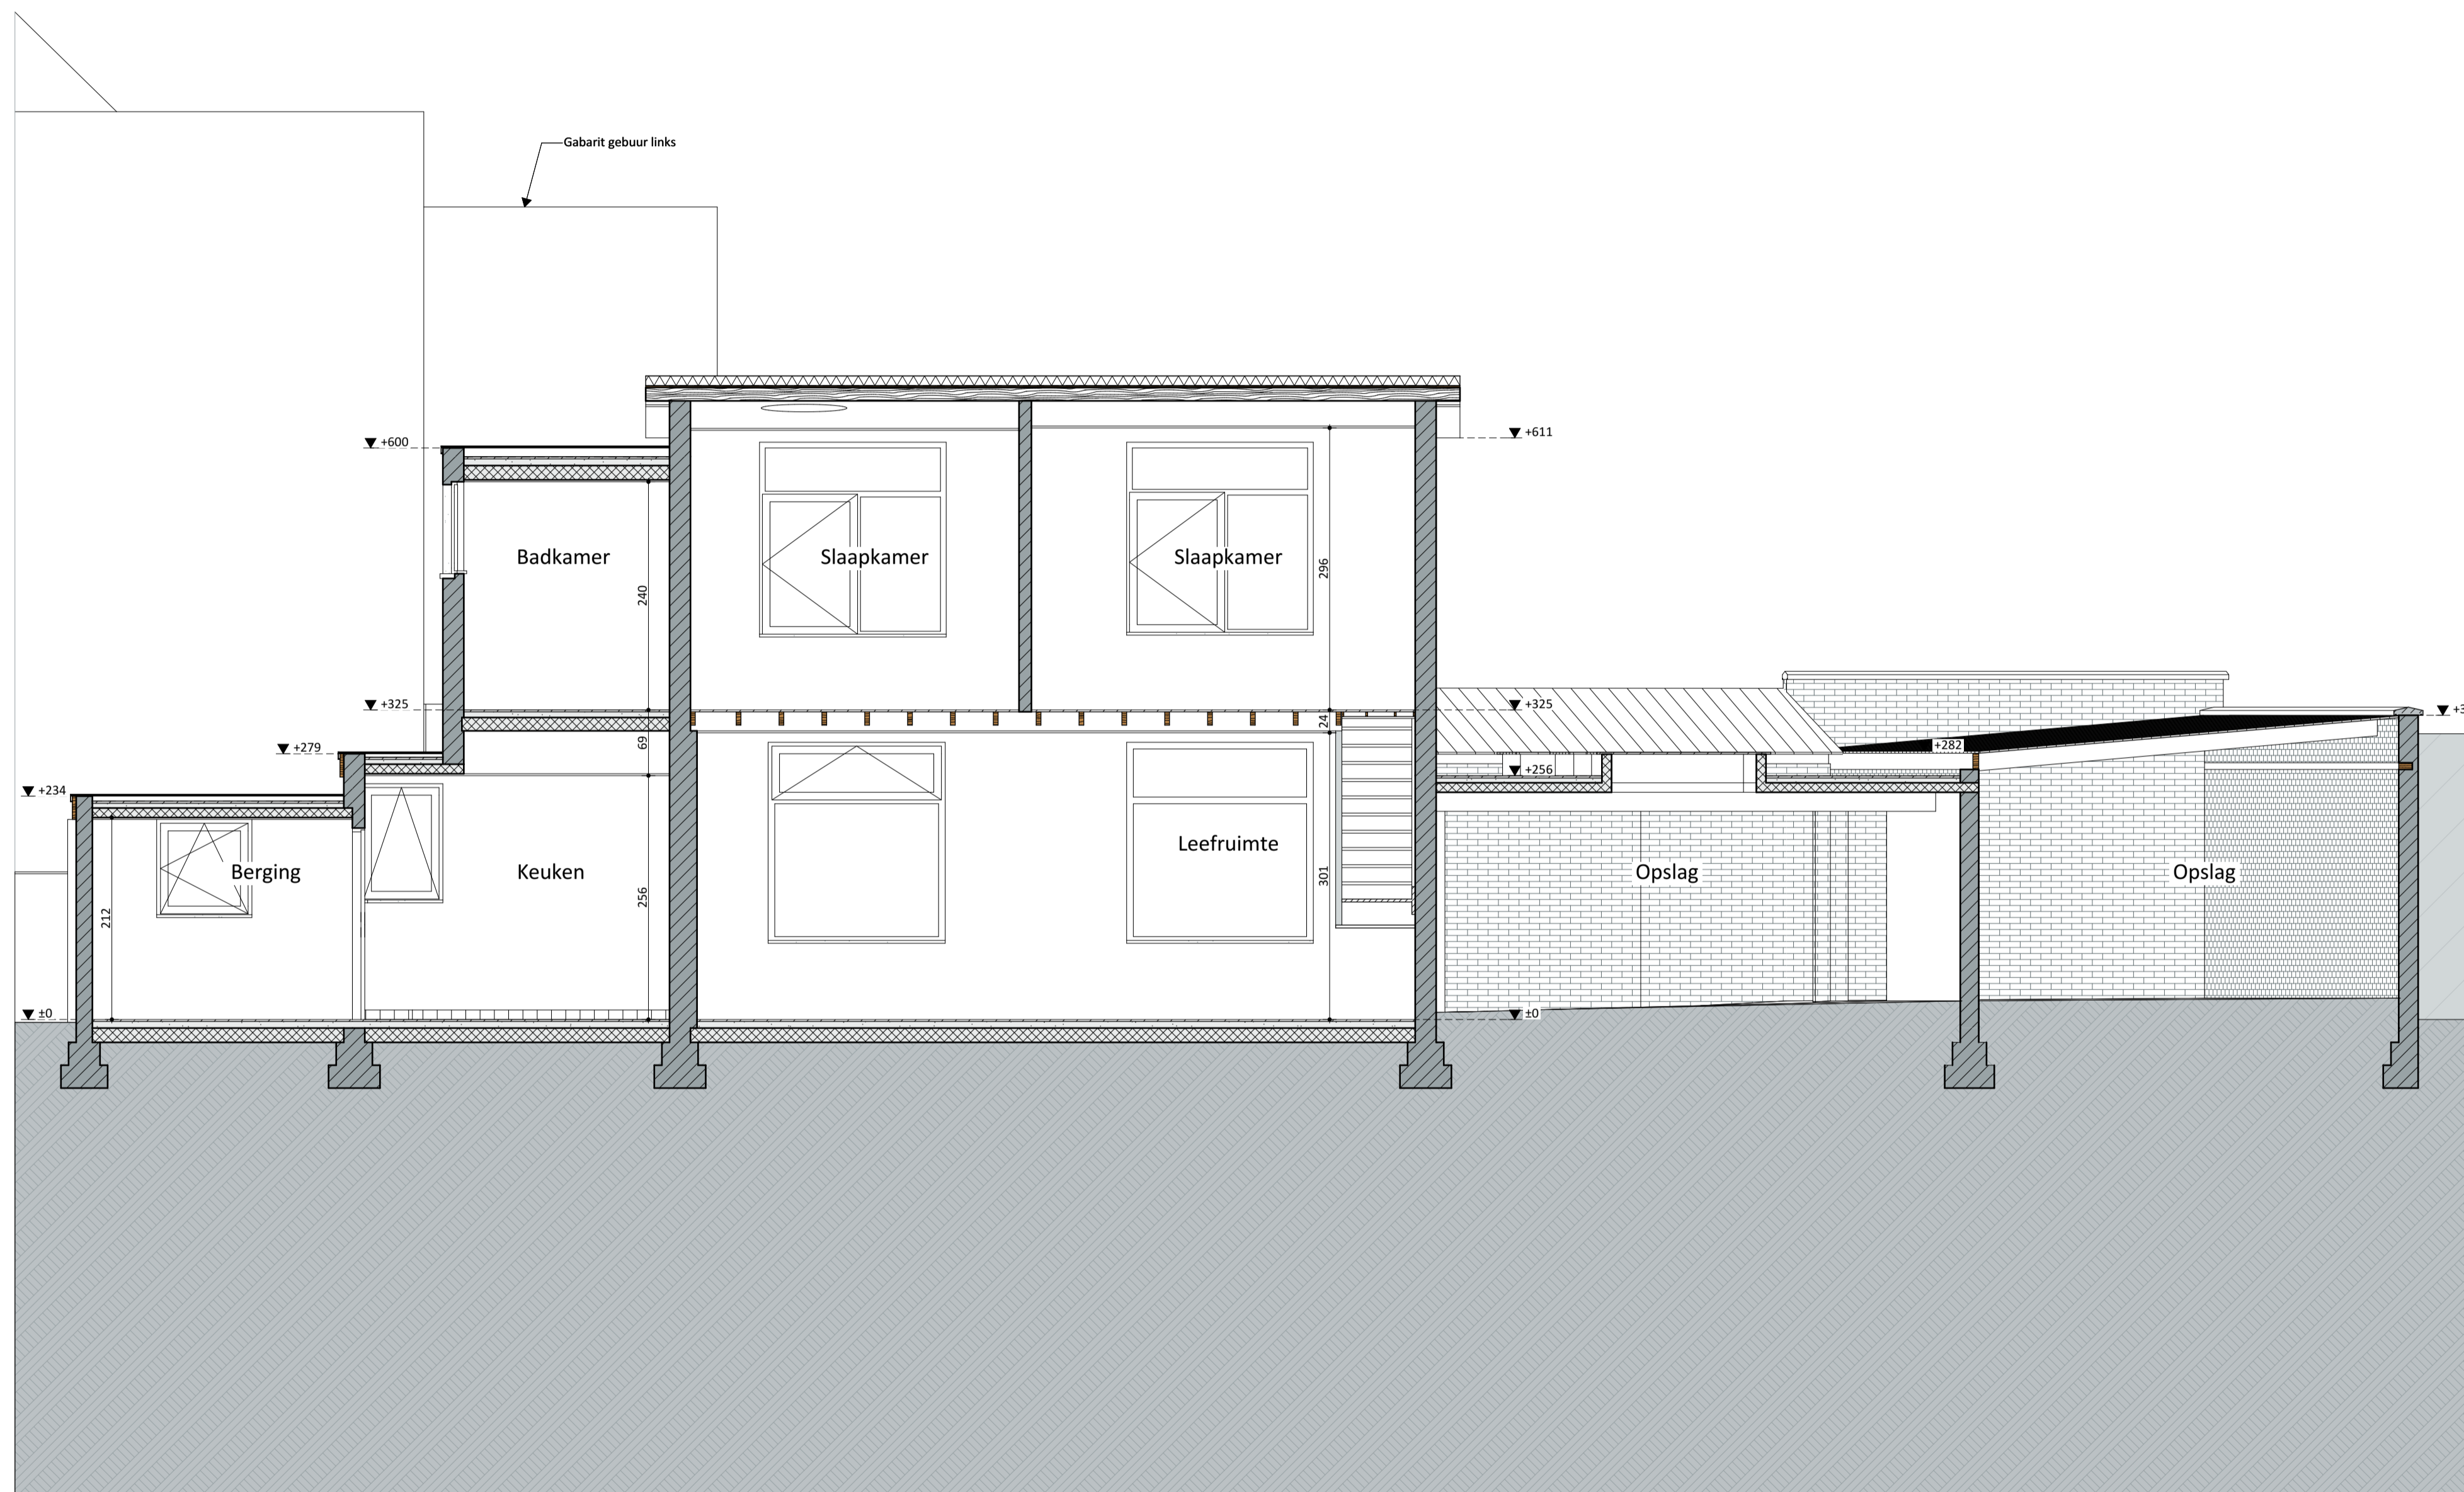 Gabarit gebuur links
+600
+611
Badkamer
Slaapkamer
Slaapkamer
296
240
+325
+325
24
69
+279
+282
+256
+234
Leefruimte
Berging
Keuken
Opslag
Opslag
301
256
212
±0
±0